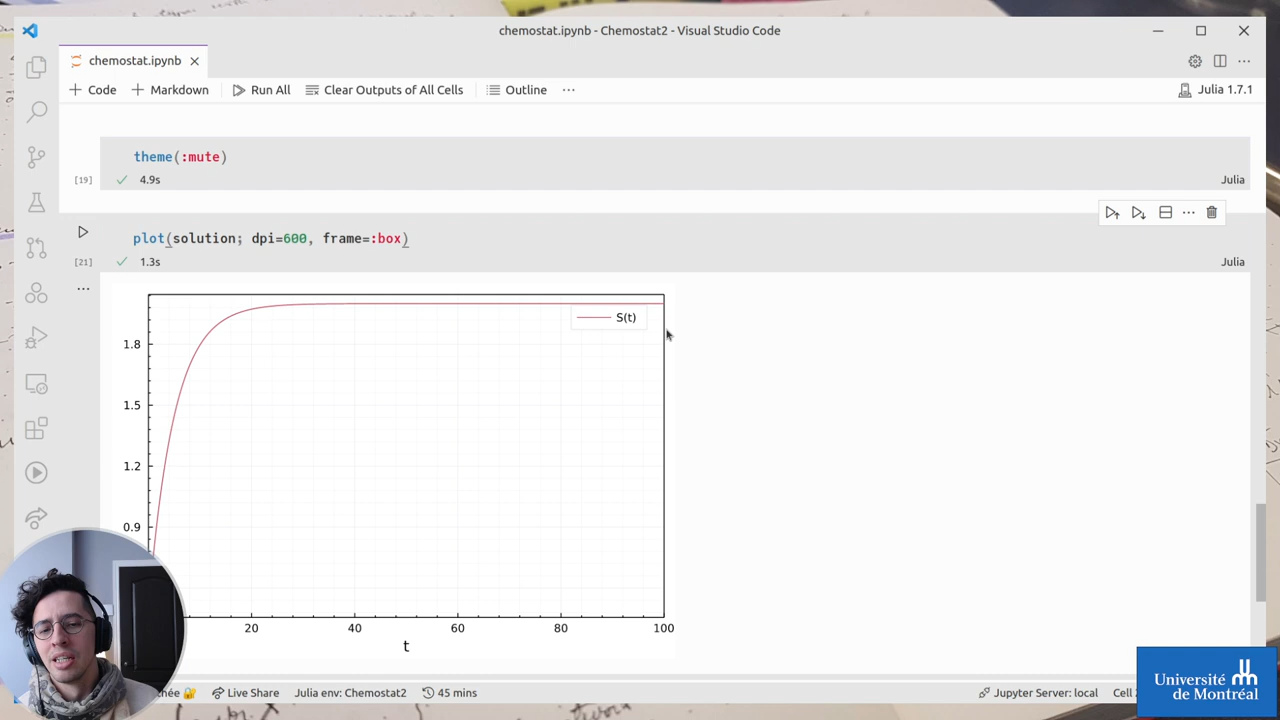 chemostat.ipynb - Chemostat2 - Visual Studio Code
chemostat.ipynb
Code Markdown Run All Clear Outputs of All Cells Outline ··· Julia 1.7.1
theme(:mute)
[19] 4.9s Julia
plot(solution; dpi=600, frame=:box)
[21] 1.3s Julia
S(t)
1.8
1.5
1.2
0.9
20 40 60 80 100
t
Live Share Julia env: Chemostat2 45 mins Jupyter Server: local Cell
Université
de Montréal